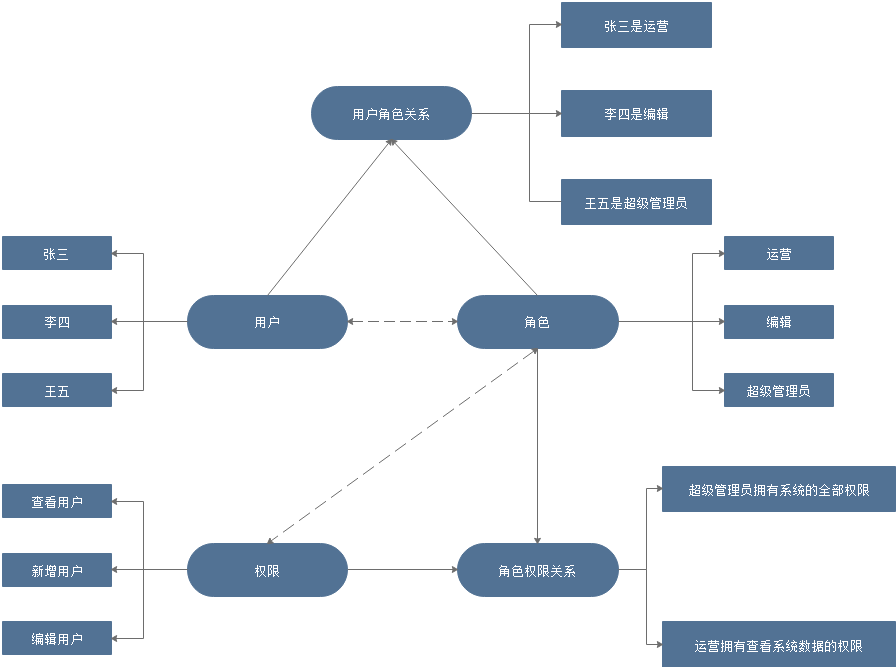 张三是运营
用户角色关系
李四是编辑
王五是超级管理员
张三
运营
李四
用户
角色
编辑
王五
超级管理员
查看用户
超级管理员拥有系统的全部权限
新增用户
权限
角色权限关系
编辑用户
运营拥有查看系统数据的权限